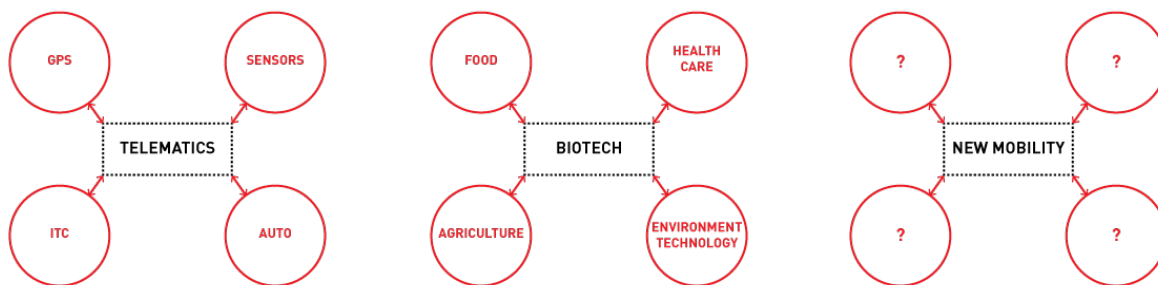 GPS
SENSORS
TELEMATICS
ITC
AUTO
FOOD
HEALTH
CARE
BIOTECH
AGRICULTURE
ENVIRONMENT
TECHNOLOGY
?
?
NEW MOBILITY
?
?